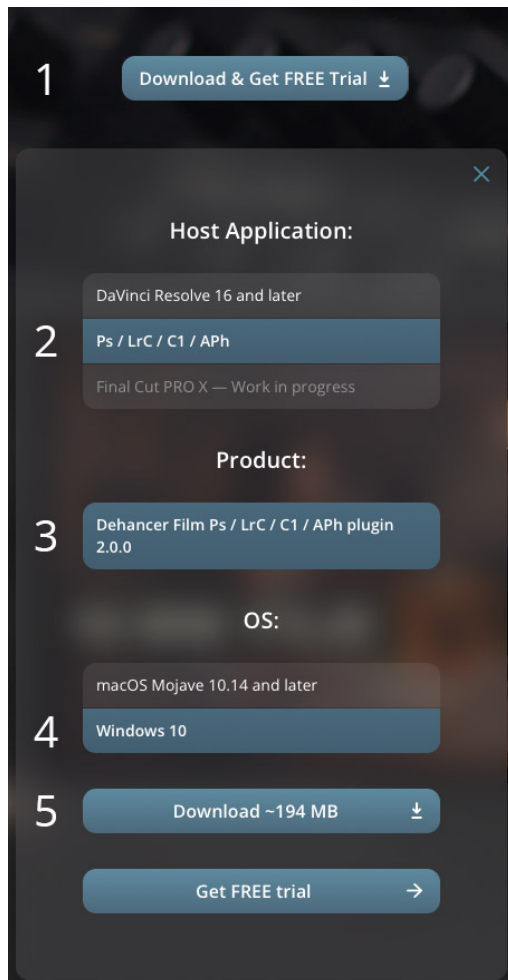 1
Download & Get FREE Trial
Host Application:
DaVinci Resolve 16 and later
2
Ps / LrC / C1 / APh
Final Cut PRO X — Work in progress
Product:
3
Dehancer Film Ps / LrC / C1 / APh plugin
2.0.0
OS:
macOS Mojave 10.14 and later
4
Windows 10
5
Download ~194 MB
Get FREE trial